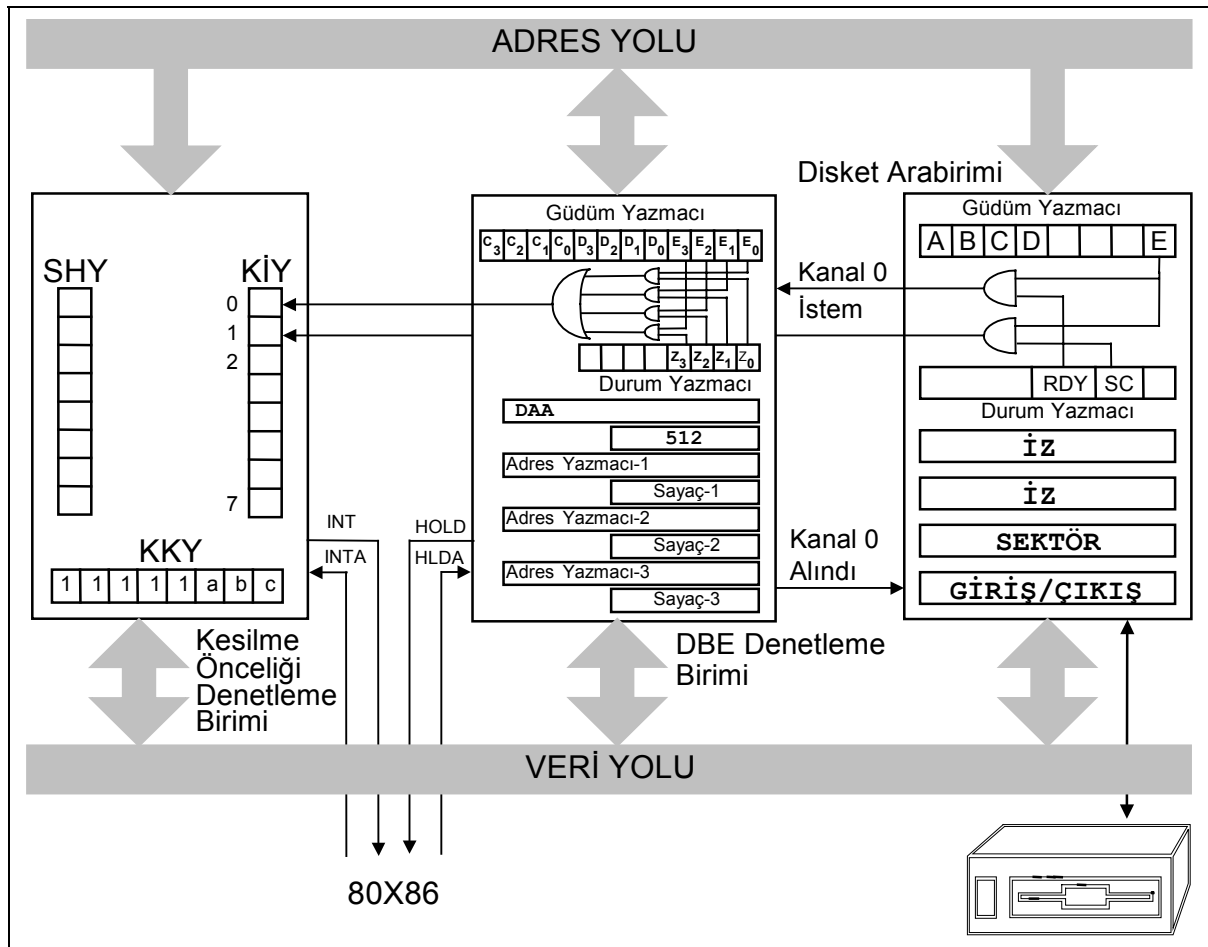 ADRES YOLU
Disket Arabirimi
Güdüm Yazmacı
C3 C2 C1 C0 D3 D2 D1 D0 E3 E2 E1 E0
Güdüm Yazmacı
A B C D E
SHY
KİY
0
1
2
7
Kanal 0
İstem
Z3 Z2 Z1 Z0
Durum Yazmacı
RDY SC
Durum Yazmacı
DAA
512
Adres Yazmacı-1
Sayaç-1
Adres Yazmacı-2
Sayaç-2
Adres Yazmacı-3
Sayaç-3
İZ
İZ
SEKTÖR
GİRİŞ/ÇIKIŞ
KKY
1 1 1 1 1 a b c
INT
INTA
HOLD
HLDA
Kanal 0
Alındı
Kesilme
Önceliği
Denetleme
Birimi
DBE Denetleme
Birimi
VERİ YOLU
80X86